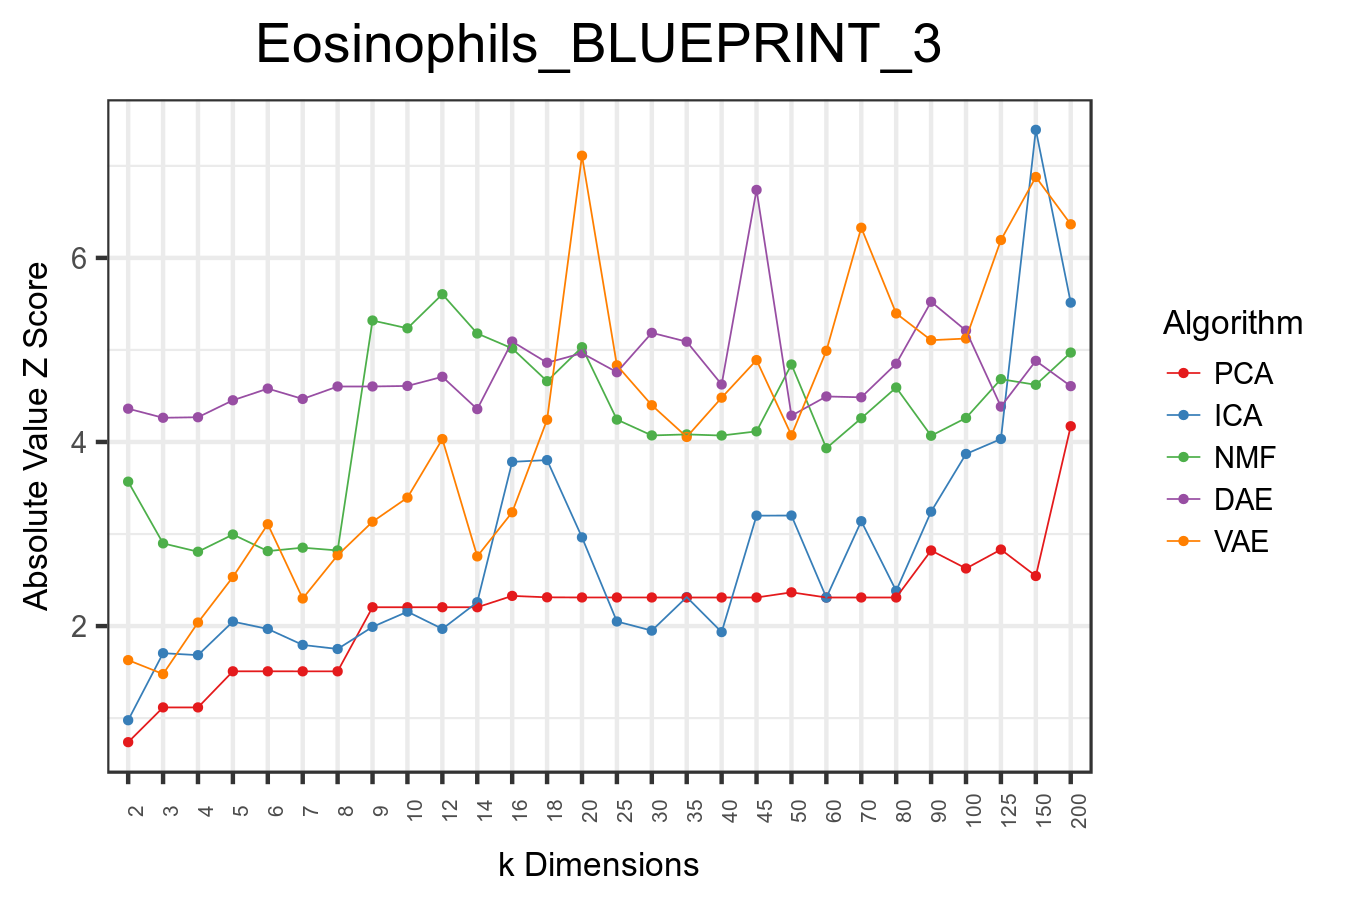 Eosinophils_BLUEPRINT_3
Absolute Value Z Score
6
4
2
2 3 4 5 6 7 8 9 10 12 14 16 18 20 25 30 35 40 45 50 60 70 80 90 100 125 150 200
k Dimensions
Algorithm
PCA
ICA
NMF
DAE
VAE